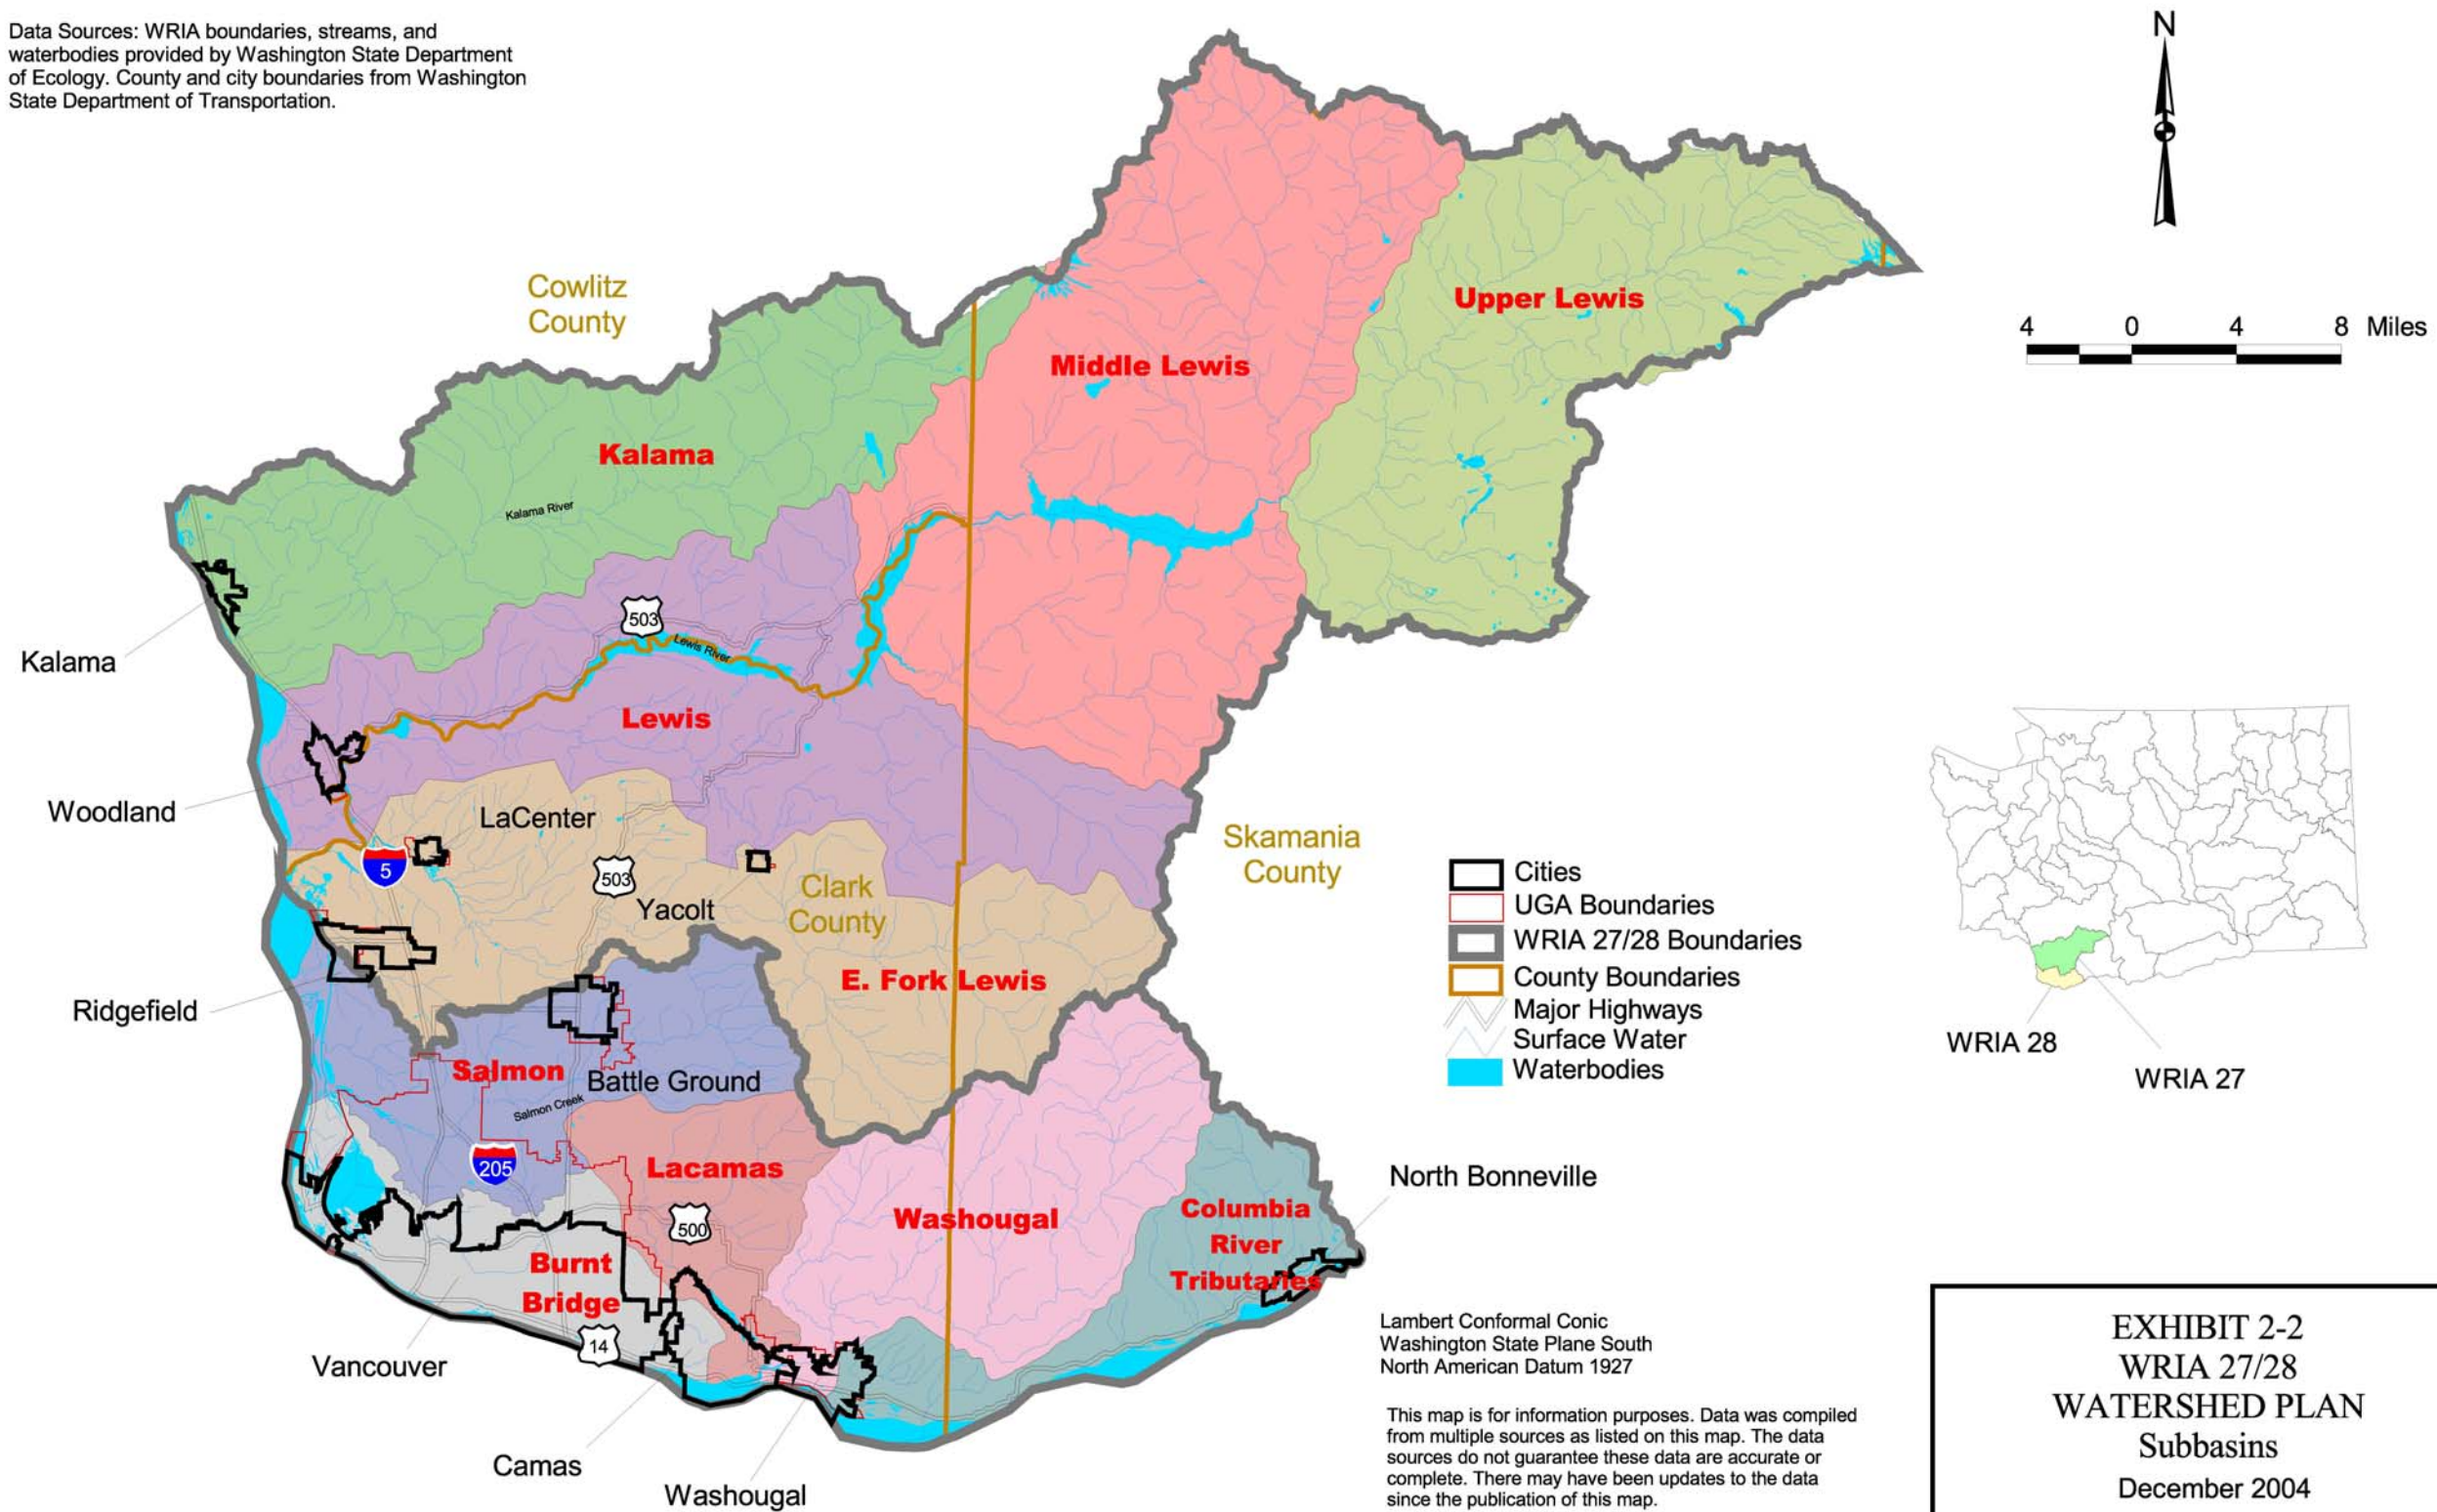 Data Sources: WRIA boundaries, streams, and
waterbodies provided by Washington State Department
of Ecology. County and city boundaries from Washington
State Department of Transportation.
N
4 0 4 8 Miles
Cowlitz
County
Upper Lewis
Middle Lewis
Kalama
Kalama River
503
Lewis River
Kalama
Lewis
Woodland
LaCenter
5
503
Yacolt
Clark
County
Skamania
County
E. Fork Lewis
Ridgefield
Salmon
Battle Ground
Salmon Creek
205
Lacamas
500
Washougal
Columbia
River
Tributaries
North Bonneville
Burnt
Bridge
14
Vancouver
Camas
Washougal
Cities
UGA Boundaries
WRIA 27/28 Boundaries
County Boundaries
Major Highways
Surface Water
Waterbodies
WRIA 28
WRIA 27
Lambert Conformal Conic
Washington State Plane South
North American Datum 1927
This map is for information purposes. Data was compiled
from multiple sources as listed on this map. The data
sources do not guarantee these data are accurate or
complete. There may have been updates to the data
since the publication of this map.
EXHIBIT 2-2
WRIA 27/28
WATERSHED PLAN
Subbasins
December 2004